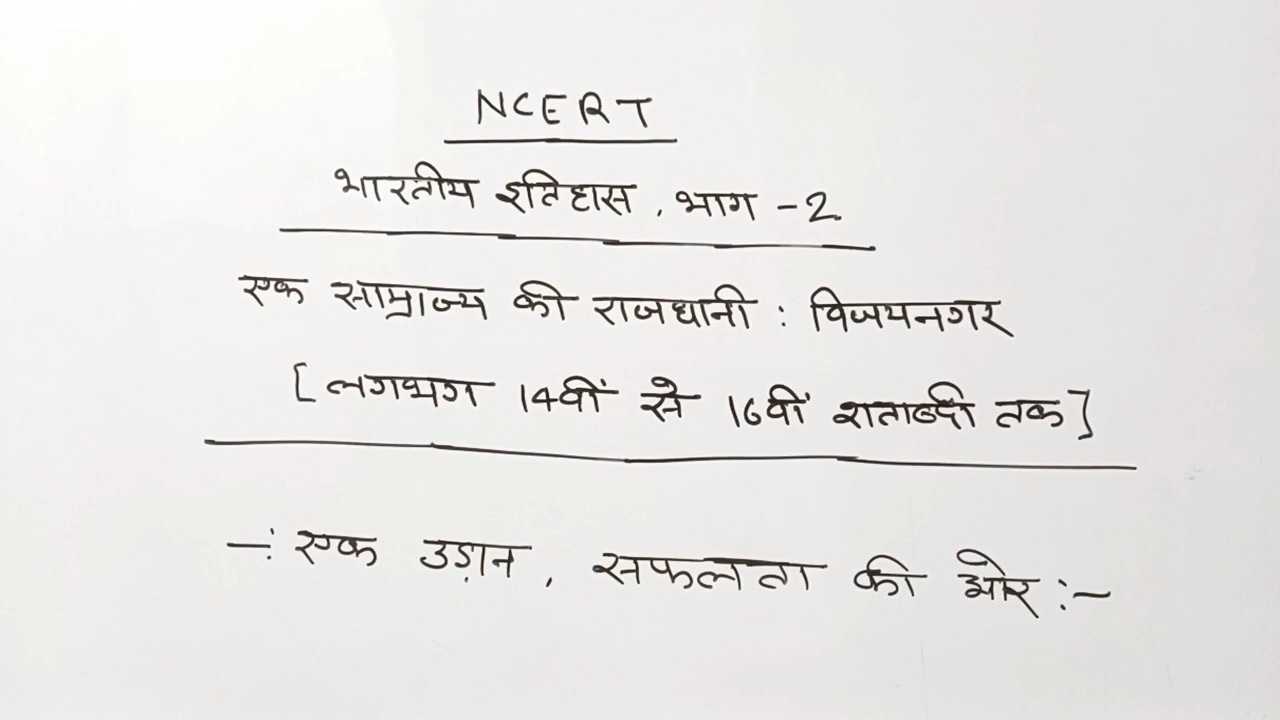 NCERT
भारतीय इतिहास, भाग -2
एक साम्राज्य की राजधानी : विजयनगर
[लगभग 14वीं से 16वीं शताब्दी तक]
-: एक उड़ान, सफलता की ओर :-